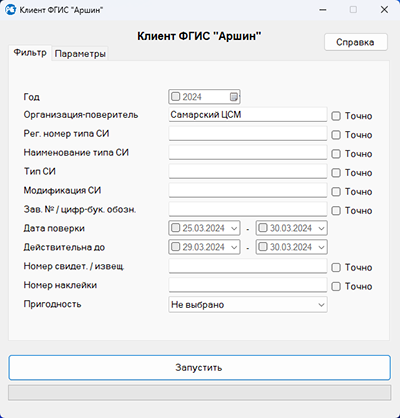 Клиент ФГИС "Аршин"
Клиент ФГИС "Аршин"
Справка
Фильтр Параметры
Год 2024
Организация-поверитель Самарский ЦСМ Точно
Рег. номер типа СИ Точно
Наименование типа СИ Точно
Тип СИ Точно
Модификация СИ Точно
Зав. № / цифр-бук. обозн. Точно
Дата поверки 25.03.2024 - 30.03.2024
Действительна до 29.03.2024 - 30.03.2024
Номер свидет. / извещ. Точно
Номер наклейки Точно
Пригодность Не выбрано
Запустить